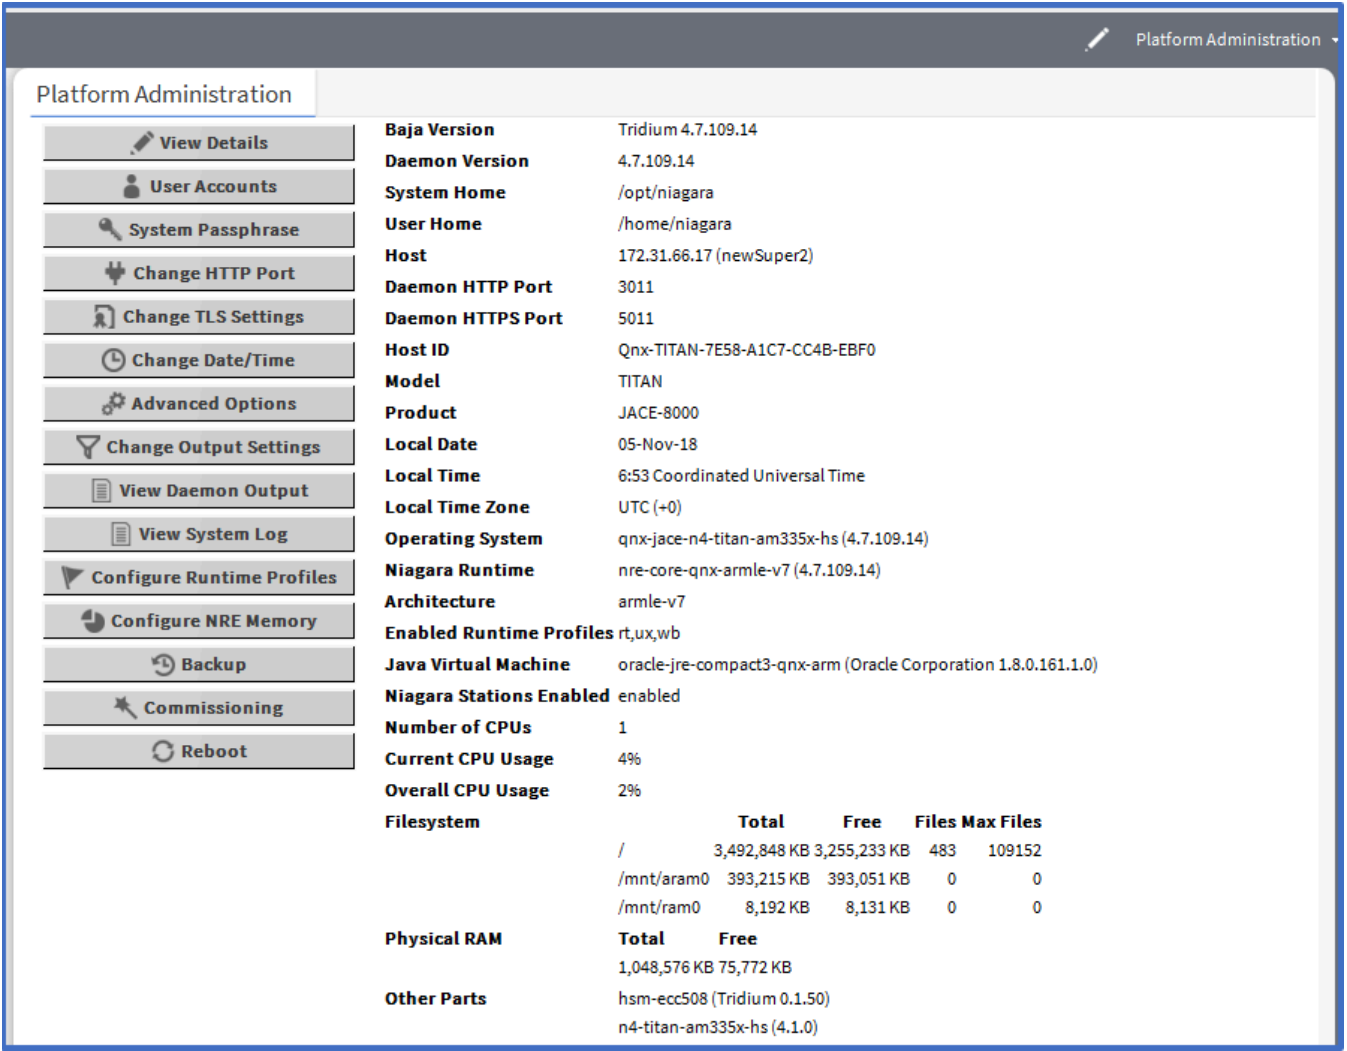 Platform Administration
Platform Administration
View Details
User Accounts
System Passphrase
Change HTTP Port
Change TLS Settings
Change Date/Time
Advanced Options
Change Output Settings
View Daemon Output
View System Log
Configure Runtime Profiles
Configure NRE Memory
Backup
Commissioning
Reboot
Baja Version Tridium 4.7.109.14
Daemon Version 4.7.109.14
System Home /opt/niagara
User Home /home/niagara
Host 172.31.66.17 (newSuper2)
Daemon HTTP Port 3011
Daemon HTTPS Port 5011
Host ID Qnx-TITAN-7E58-A1C7-CC4B-EBF0
Model TITAN
Product JACE-8000
Local Date 05-Nov-18
Local Time 6:53 Coordinated Universal Time
Local Time Zone UTC (+0)
Operating System qnx-jace-n4-titan-am335x-hs (4.7.109.14)
Niagara Runtime nre-core-qnx-armle-v7 (4.7.109.14)
Architecture armle-v7
Enabled Runtime Profiles rt,ux,wb
Java Virtual Machine oracle-jre-compact3-qnx-arm (Oracle Corporation 1.8.0.161.1.0)
Niagara Stations Enabled enabled
Number of CPUs 1
Current CPU Usage 4%
Overall CPU Usage 2%
Filesystem Total Free Files Max Files
/ 3,492,848 KB 3,255,233 KB 483 109152
/mnt/aram0 393,215 KB 393,051 KB 0 0
/mnt/ram0 8,192 KB 8,131 KB 0 0
Physical RAM Total Free
1,048,576 KB 75,772 KB
Other Parts hsm-ecc508 (Tridium 0.1.50)
n4-titan-am335x-hs (4.1.0)